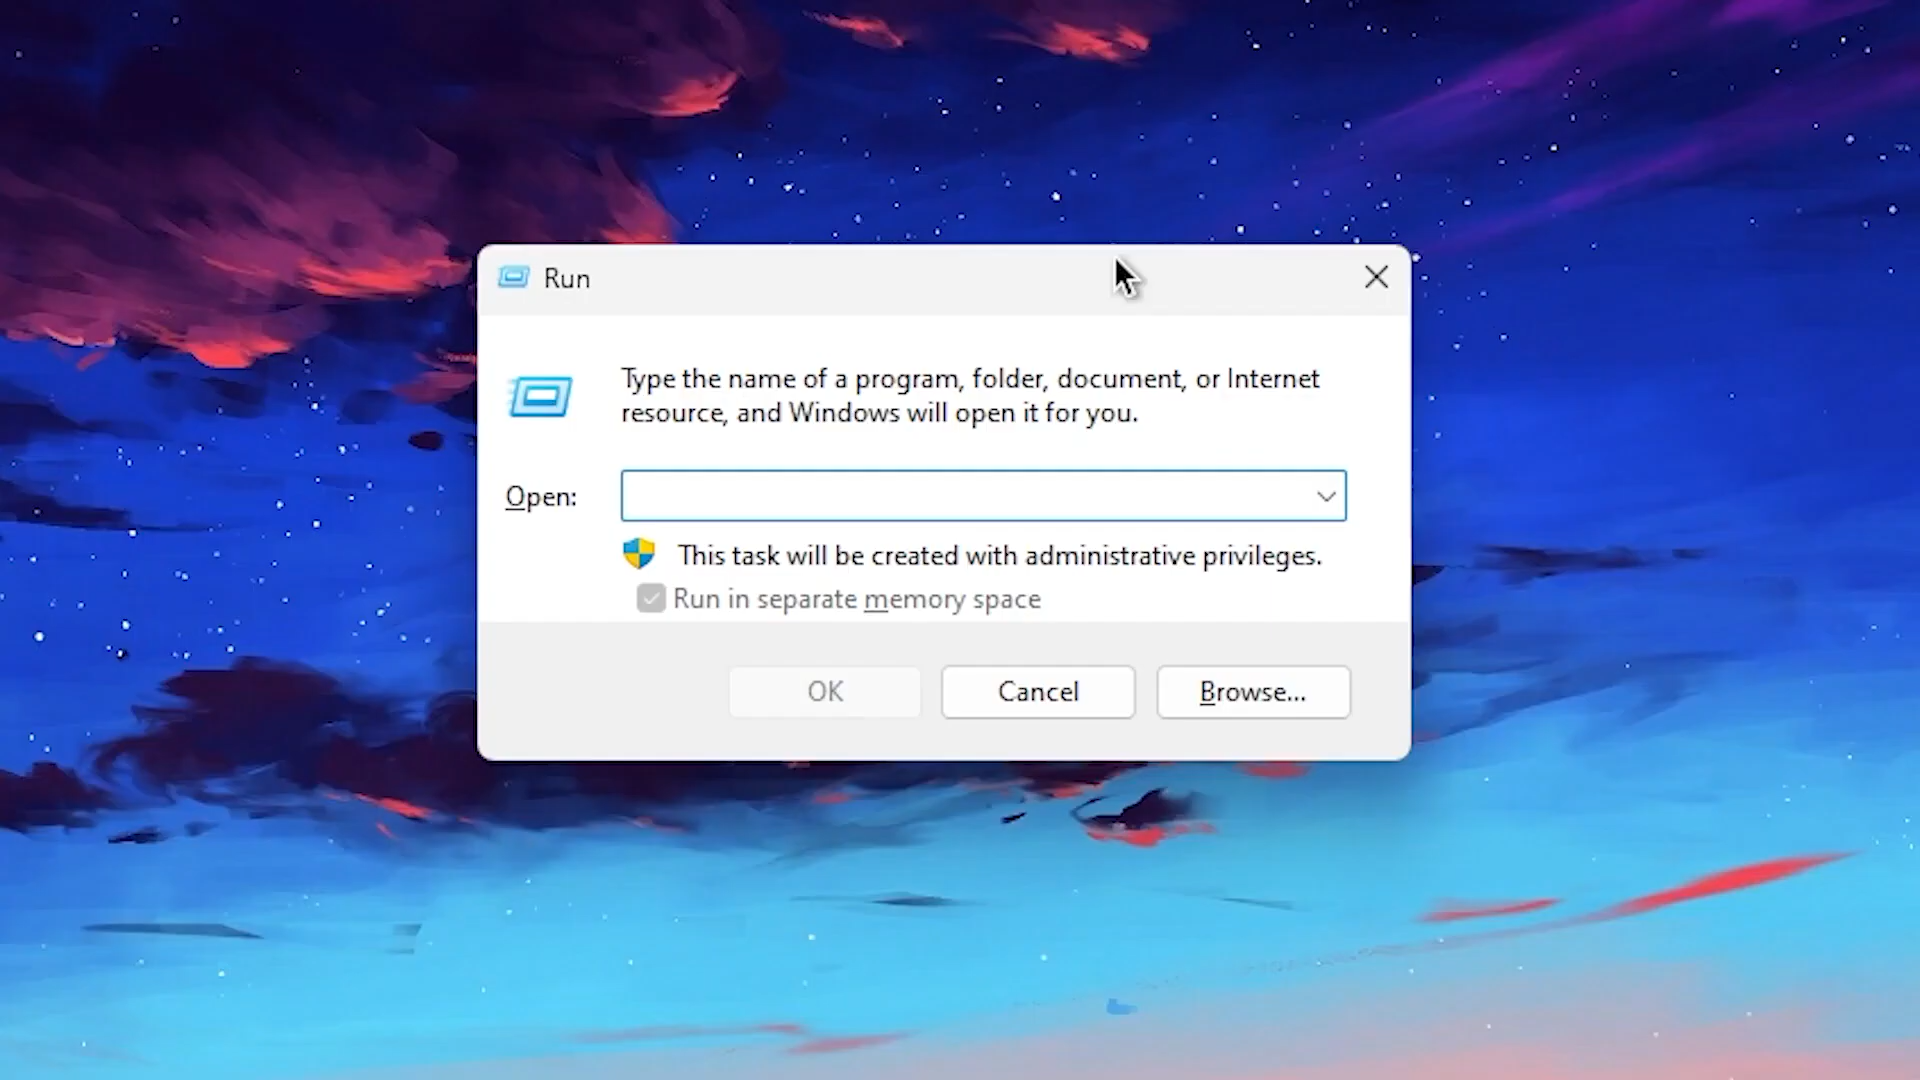 Run
Type the name of a program, folder, document, or Internet
resource, and Windows will open it for you.
Open:
This task will be created with administrative privileges.
Run in separate memory space
OK
Cancel
Browse...